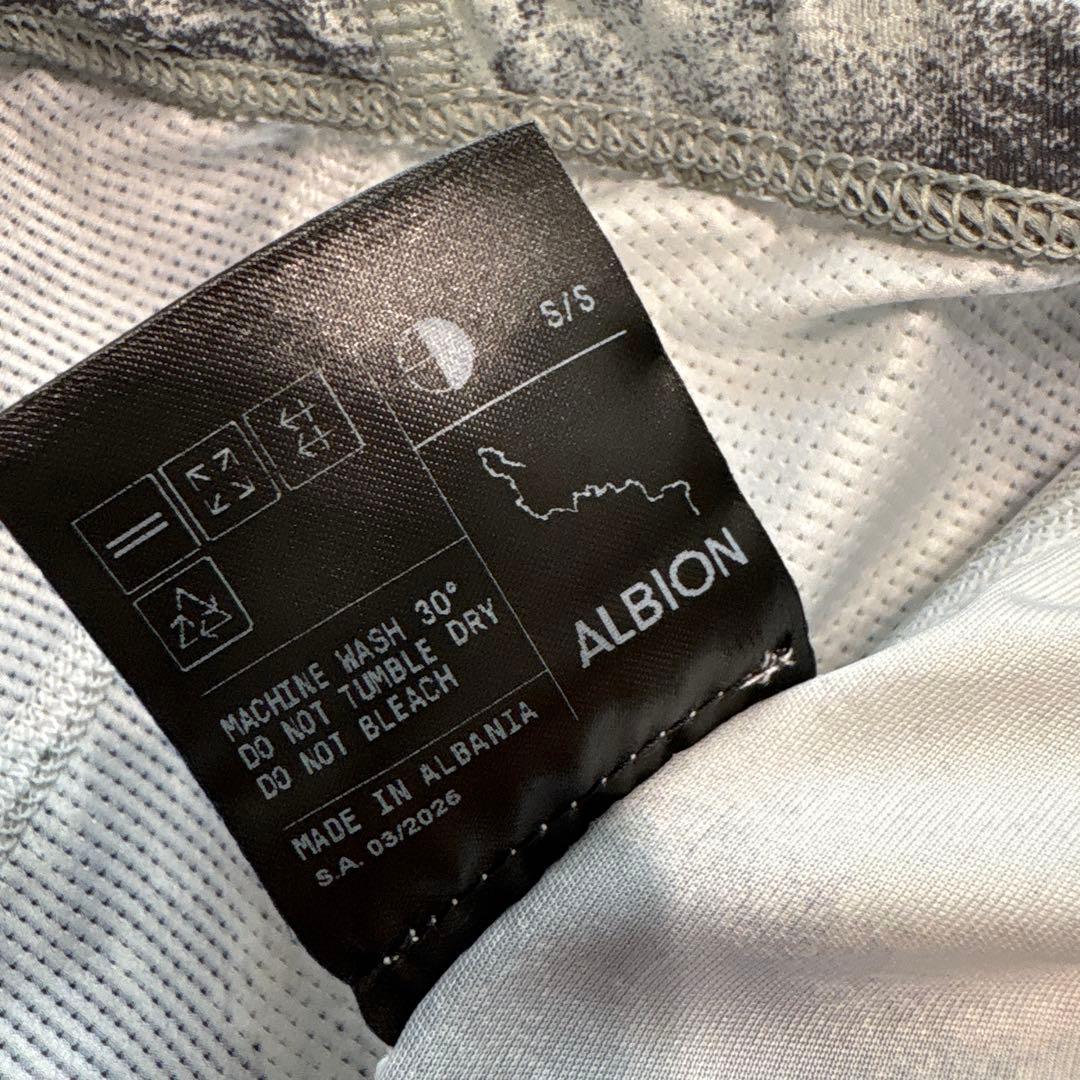 S/S
ALBION
MACHINE WASH 30°
DO NOT TUMBLE DRY
DO NOT BLEACH
MADE IN ALBANIA
S.A. 03/2026